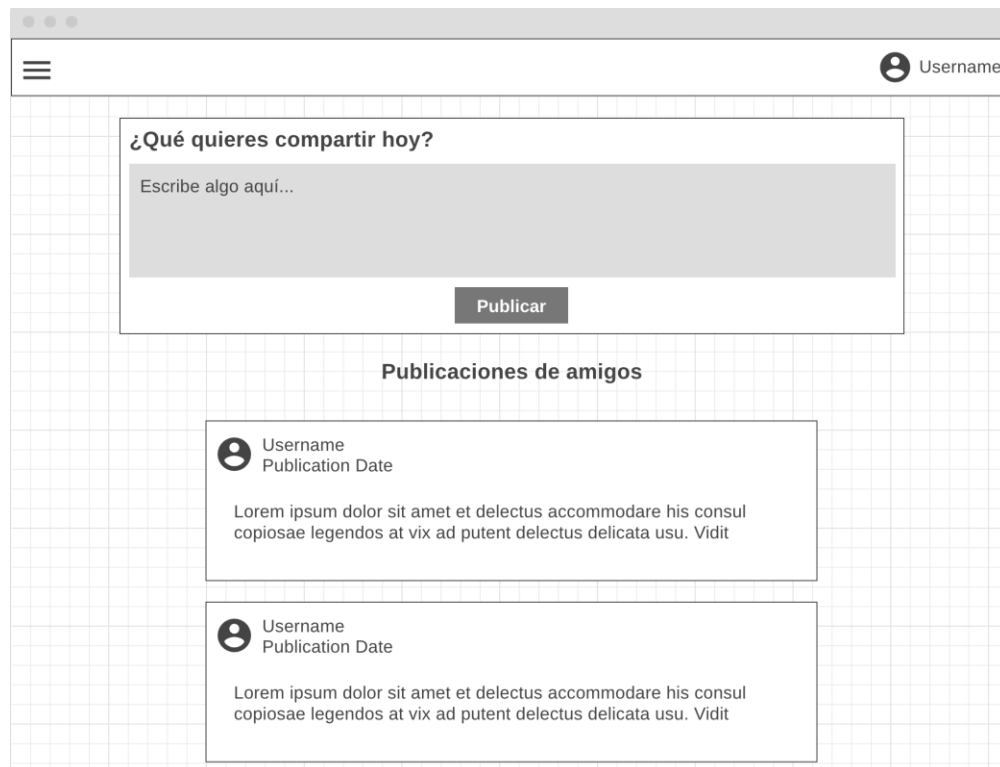 Username
¿Qué quieres compartir hoy?
Escribe algo aquí...
Publicar
Publicaciones de amigos
Username
Publication Date
Lorem ipsum dolor sit amet et delectus accommodare his consul
copiosae legendos at vix ad putent delectus delicata usu. Vidit
Username
Publication Date
Lorem ipsum dolor sit amet et delectus accommodare his consul
copiosae legendos at vix ad putent delectus delicata usu. Vidit